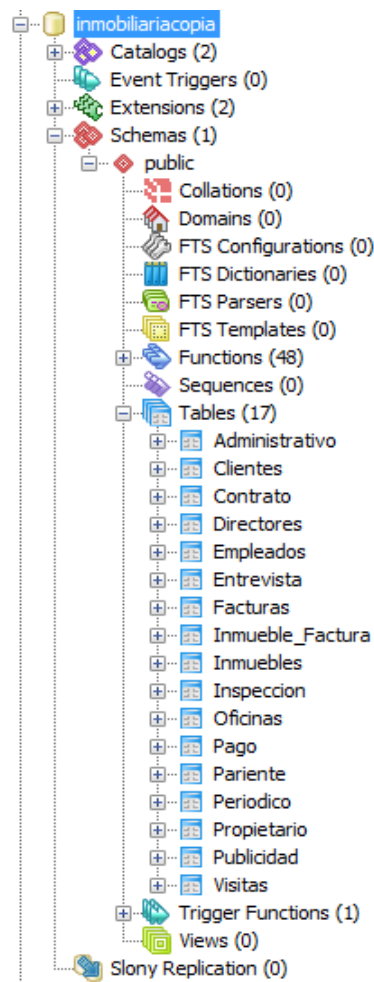 inmobiliariacopia
Catalogs (2)
Event Triggers (0)
Extensions (2)
Schemas (1)
public
Collations (0)
Domains (0)
FTS Configurations (0)
FTS Dictionaries (0)
FTS Parsers (0)
FTS Templates (0)
Functions (48)
Sequences (0)
Tables (17)
Administrativo
Clientes
Contrato
Directores
Empleados
Entrevista
Facturas
Inmueble_Factura
Inmuebles
Inspeccion
Oficinas
Pago
Pariente
Periodico
Propietario
Publicidad
Visitas
Trigger Functions (1)
Views (0)
Slony Replication (0)